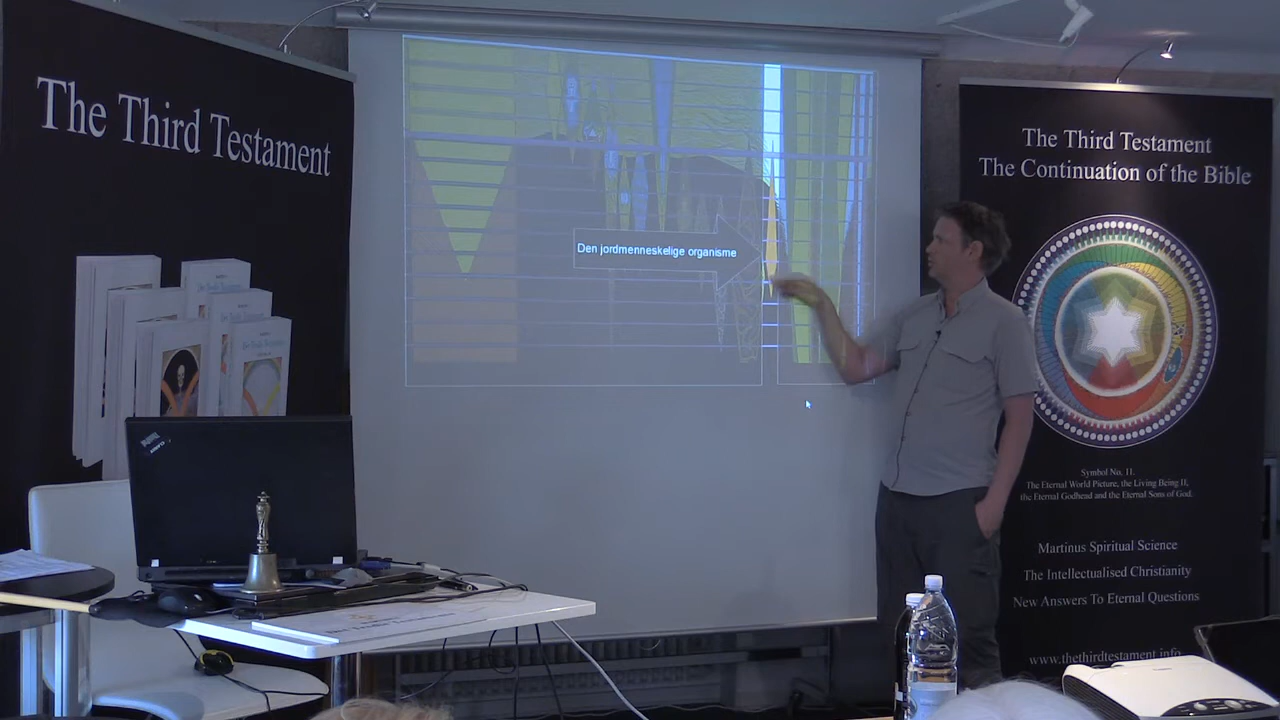 The Third Testament
Den jordmenneskelige organisme
The Third Testament
The Continuation of the Bible
Symbol No. 11.
The Eternal World Picture, the Living Being II,
the Eternal Godhead and the Eternal Sons of God.
Martinus Spiritual Science
The Intellectualised Christianity
New Answers To Eternal Questions
www.thethirdtestament.info